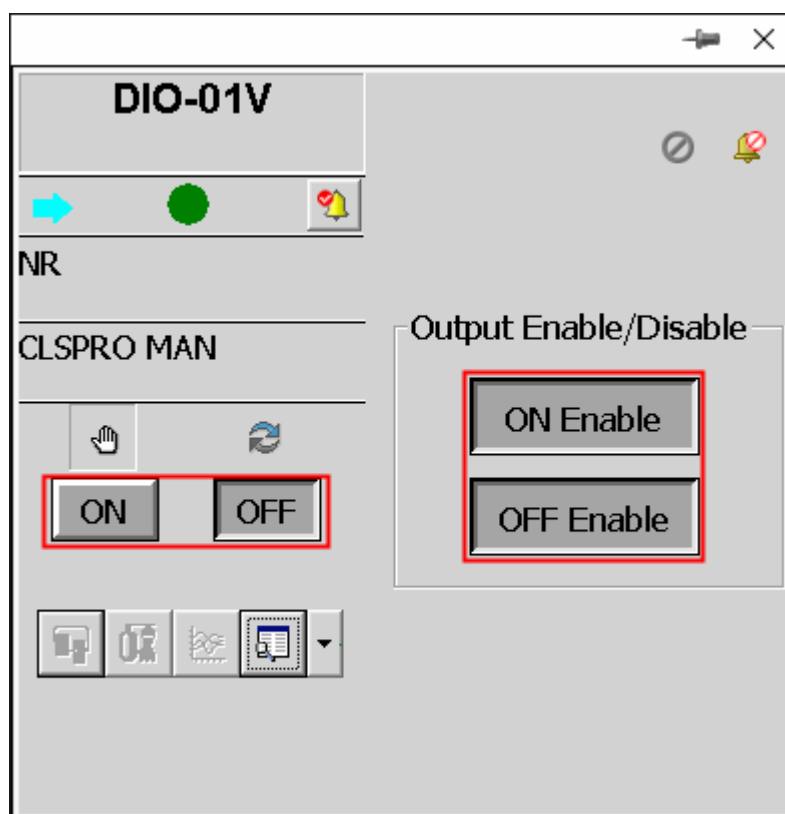 DIO-01V
NR
CLSPRO MAN
ON OFF
Output Enable/Disable
ON Enable
OFF Enable